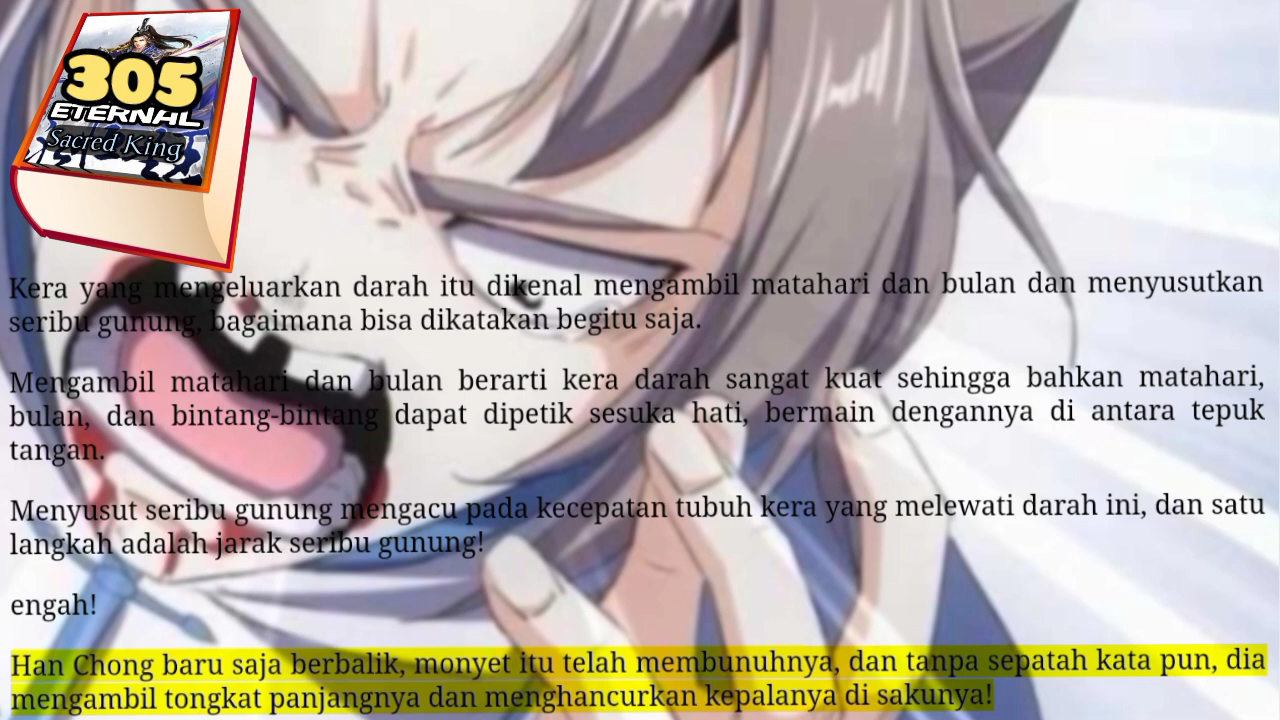 305
ETERNAL
Sacred King
Kera yang mengeluarkan darah itu dikenal mengambil matahari dan bulan dan menyusutkan
seribu gunung, bagaimana bisa dikatakan begitu saja.
Mengambil matahari dan bulan berarti kera darah sangat kuat sehingga bahkan matahari,
bulan, dan bintang-bintang dapat dipetik sesuka hati, bermain dengannya di antara tepuk
tangan.
Menyusut seribu gunung mengacu pada kecepatan tubuh kera yang melewati darah ini, dan satu
langkah adalah jarak seribu gunung!
engah!
Han Chong baru saja berbalik, monyet itu telah membunuhnya, dan tanpa sepatah kata pun, dia
mengambil tongkat panjangnya dan menghancurkan kepalanya di sakunya!